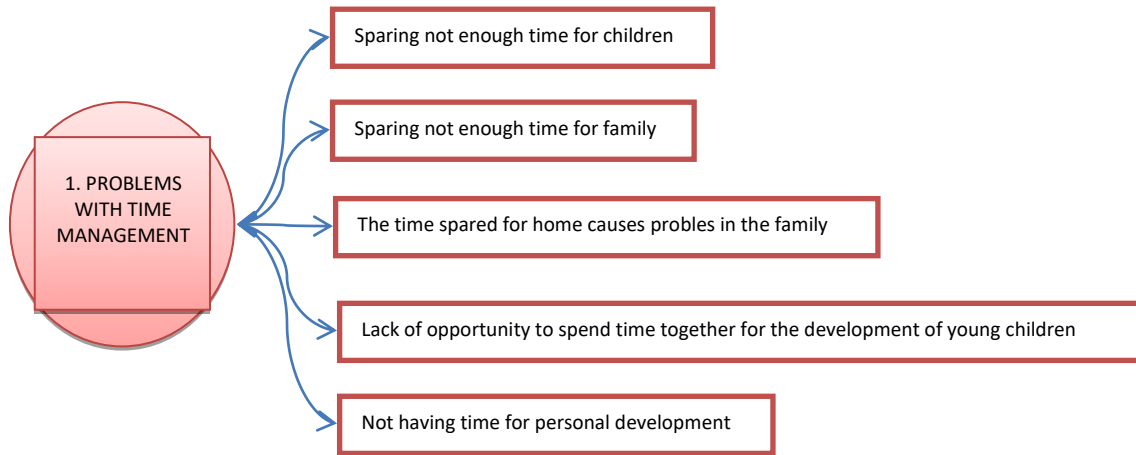 Sparing not enough time for children
Sparing not enough time for family
1. PROBLEMS
WITH TIME
MANAGEMENT
The time spared for home causes probles in the family
Lack of opportunity to spend time together for the development of young children
Not having time for personal development